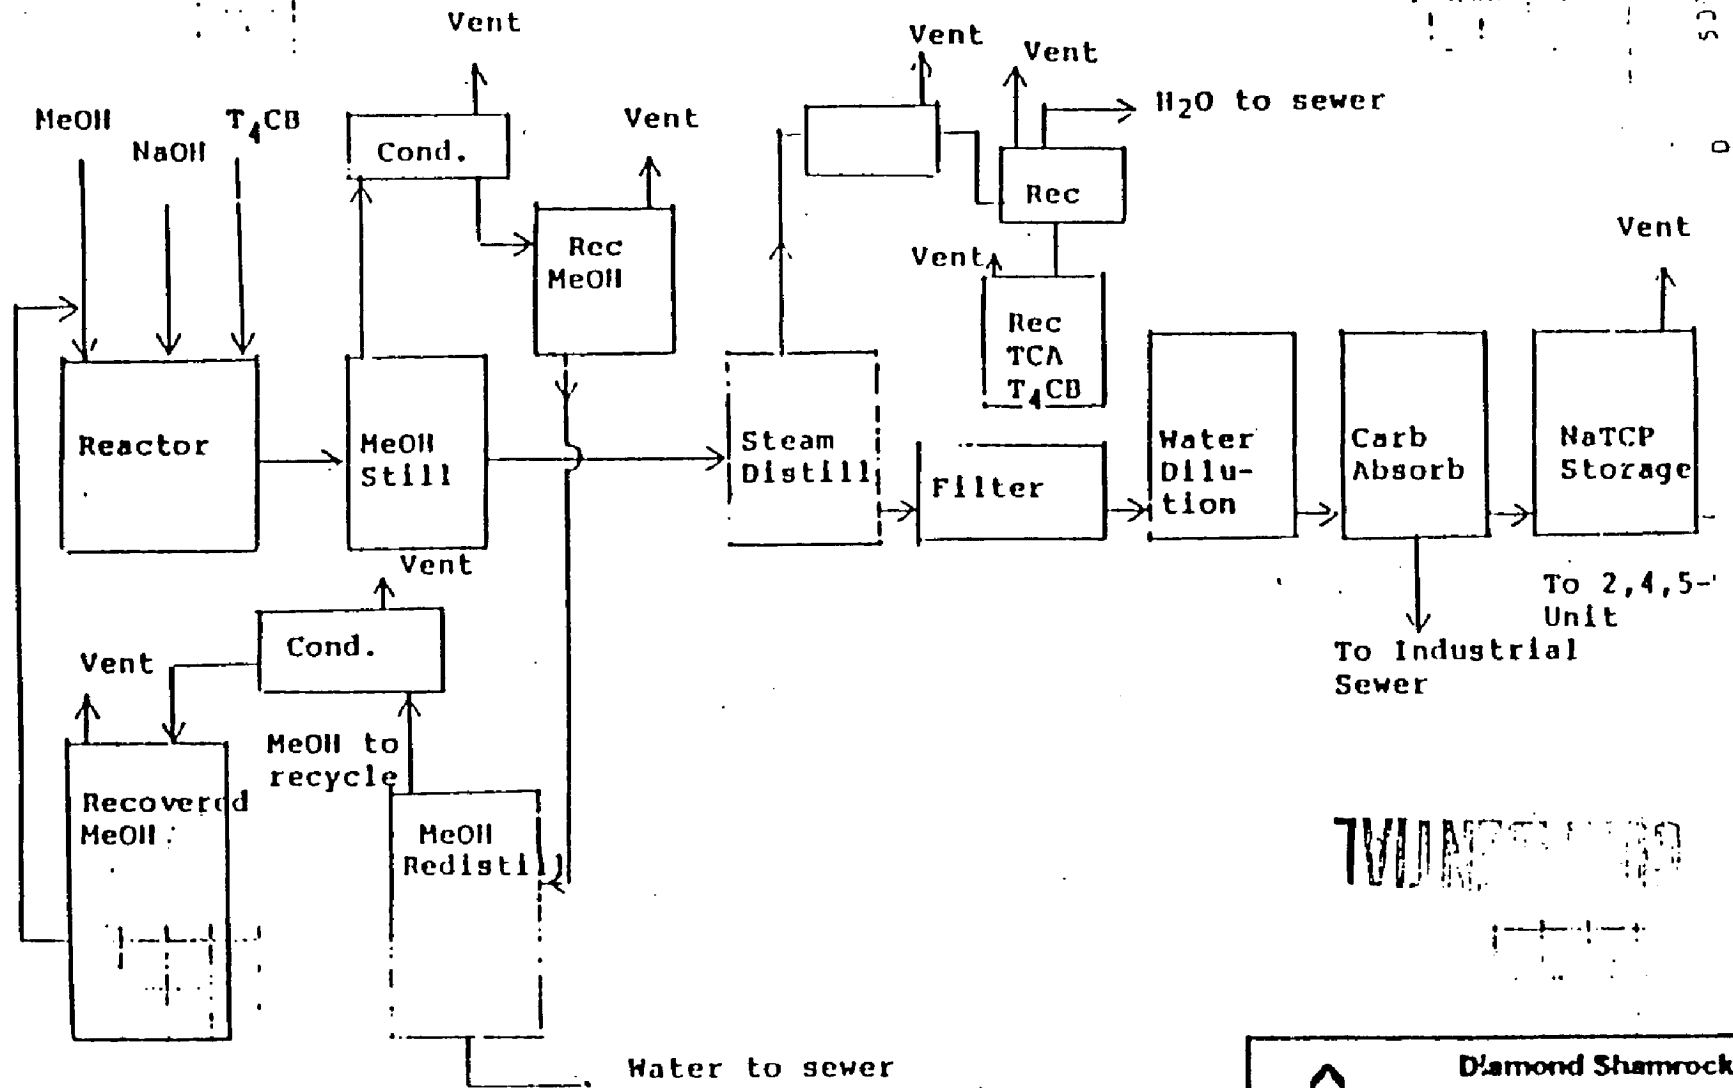 Vent
Vent
Vent
H₂O to sewer
MeOH
NaOH
T₄CB
Cond.
Vent
Rec
MeOH
Rec
Vent
Rec
TCA
T₄CB
Vent
Reactor
MeOH
Still
Steam
Distill
Filter
Water
Dilu-
tion
Carb
Absorb
NaTCP
Storage
To 2,4,5-
Unit
To Industrial
Sewer
Vent
Cond.
Vent
MeOH to
recycle
Recovered
MeOH
MeOH
Redistill
Water to sewer
Diamond Shamrock